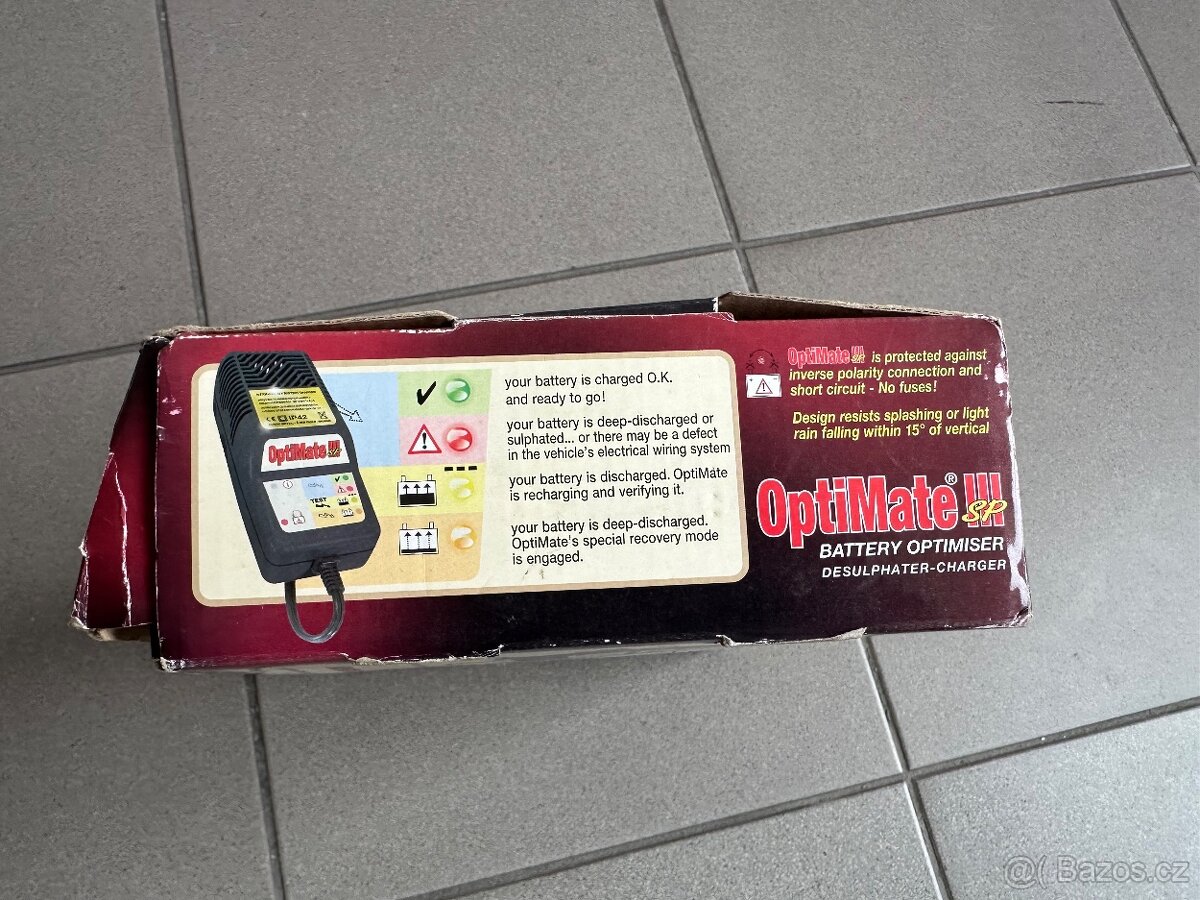 your battery is charged O.K.
and ready to go!
your battery is deep-discharged or
sulphated... or there may be a defect
in the vehicle's electrical wiring system
your battery is discharged. OptiMate
is recharging and verifying it.
your battery is deep-discharged.
OptiMate's special recovery mode
is engaged.
IP42
OptiMate III SP
TEST
OptiMate III SP is protected against
inverse polarity connection and
short circuit - No fuses!
Design resists splashing or light
rain falling within 15° of vertical
OptiMate® III SP
BATTERY OPTIMISER
DESULPHATER-CHARGER
@( Bazos.cz